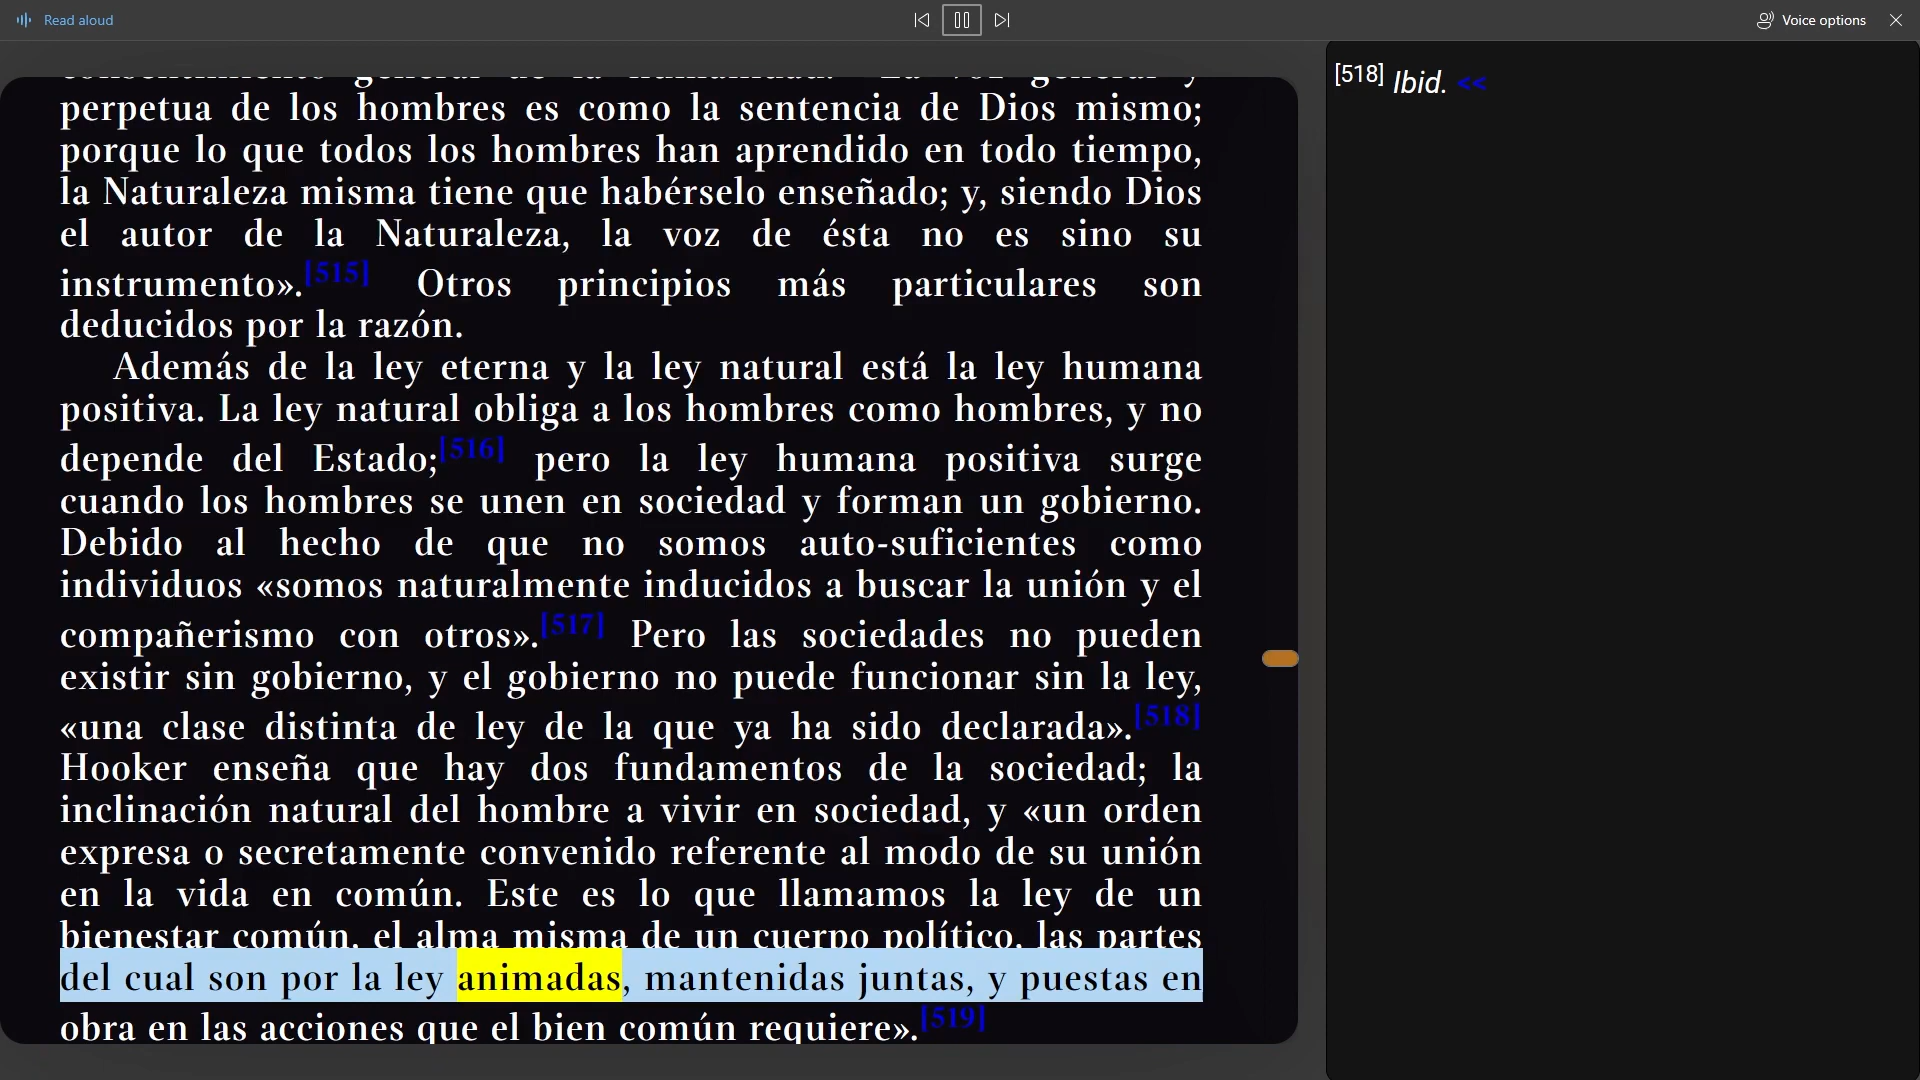 Read aloud
Voice options
consentimiento general de la humanidad. «La voz general y
perpetua de los hombres es como la sentencia de Dios mismo;
porque lo que todos los hombres han aprendido en todo tiempo,
la Naturaleza misma tiene que habérselo enseñado; y, siendo Dios
el autor de la Naturaleza, la voz de ésta no es sino su
instrumento».[515] Otros principios más particulares son
deducidos por la razón.
Además de la ley eterna y la ley natural está la ley humana
positiva. La ley natural obliga a los hombres como hombres, y no
depende del Estado;[516] pero la ley humana positiva surge
cuando los hombres se unen en sociedad y forman un gobierno.
Debido al hecho de que no somos auto-suficientes como
individuos «somos naturalmente inducidos a buscar la unión y el
compañerismo con otros».[517] Pero las sociedades no pueden
existir sin gobierno, y el gobierno no puede funcionar sin la ley,
«una clase distinta de ley de la que ya ha sido declarada».[518]
Hooker enseña que hay dos fundamentos de la sociedad; la
inclinación natural del hombre a vivir en sociedad, y «un orden
expresa o secretamente convenido referente al modo de su unión
en la vida en común. Este es lo que llamamos la ley de un
bienestar común, el alma misma de un cuerpo político, las partes
del cual son por la ley animadas, mantenidas juntas, y puestas en
obra en las acciones que el bien común requiere».[519]
[518] Ibid. <<